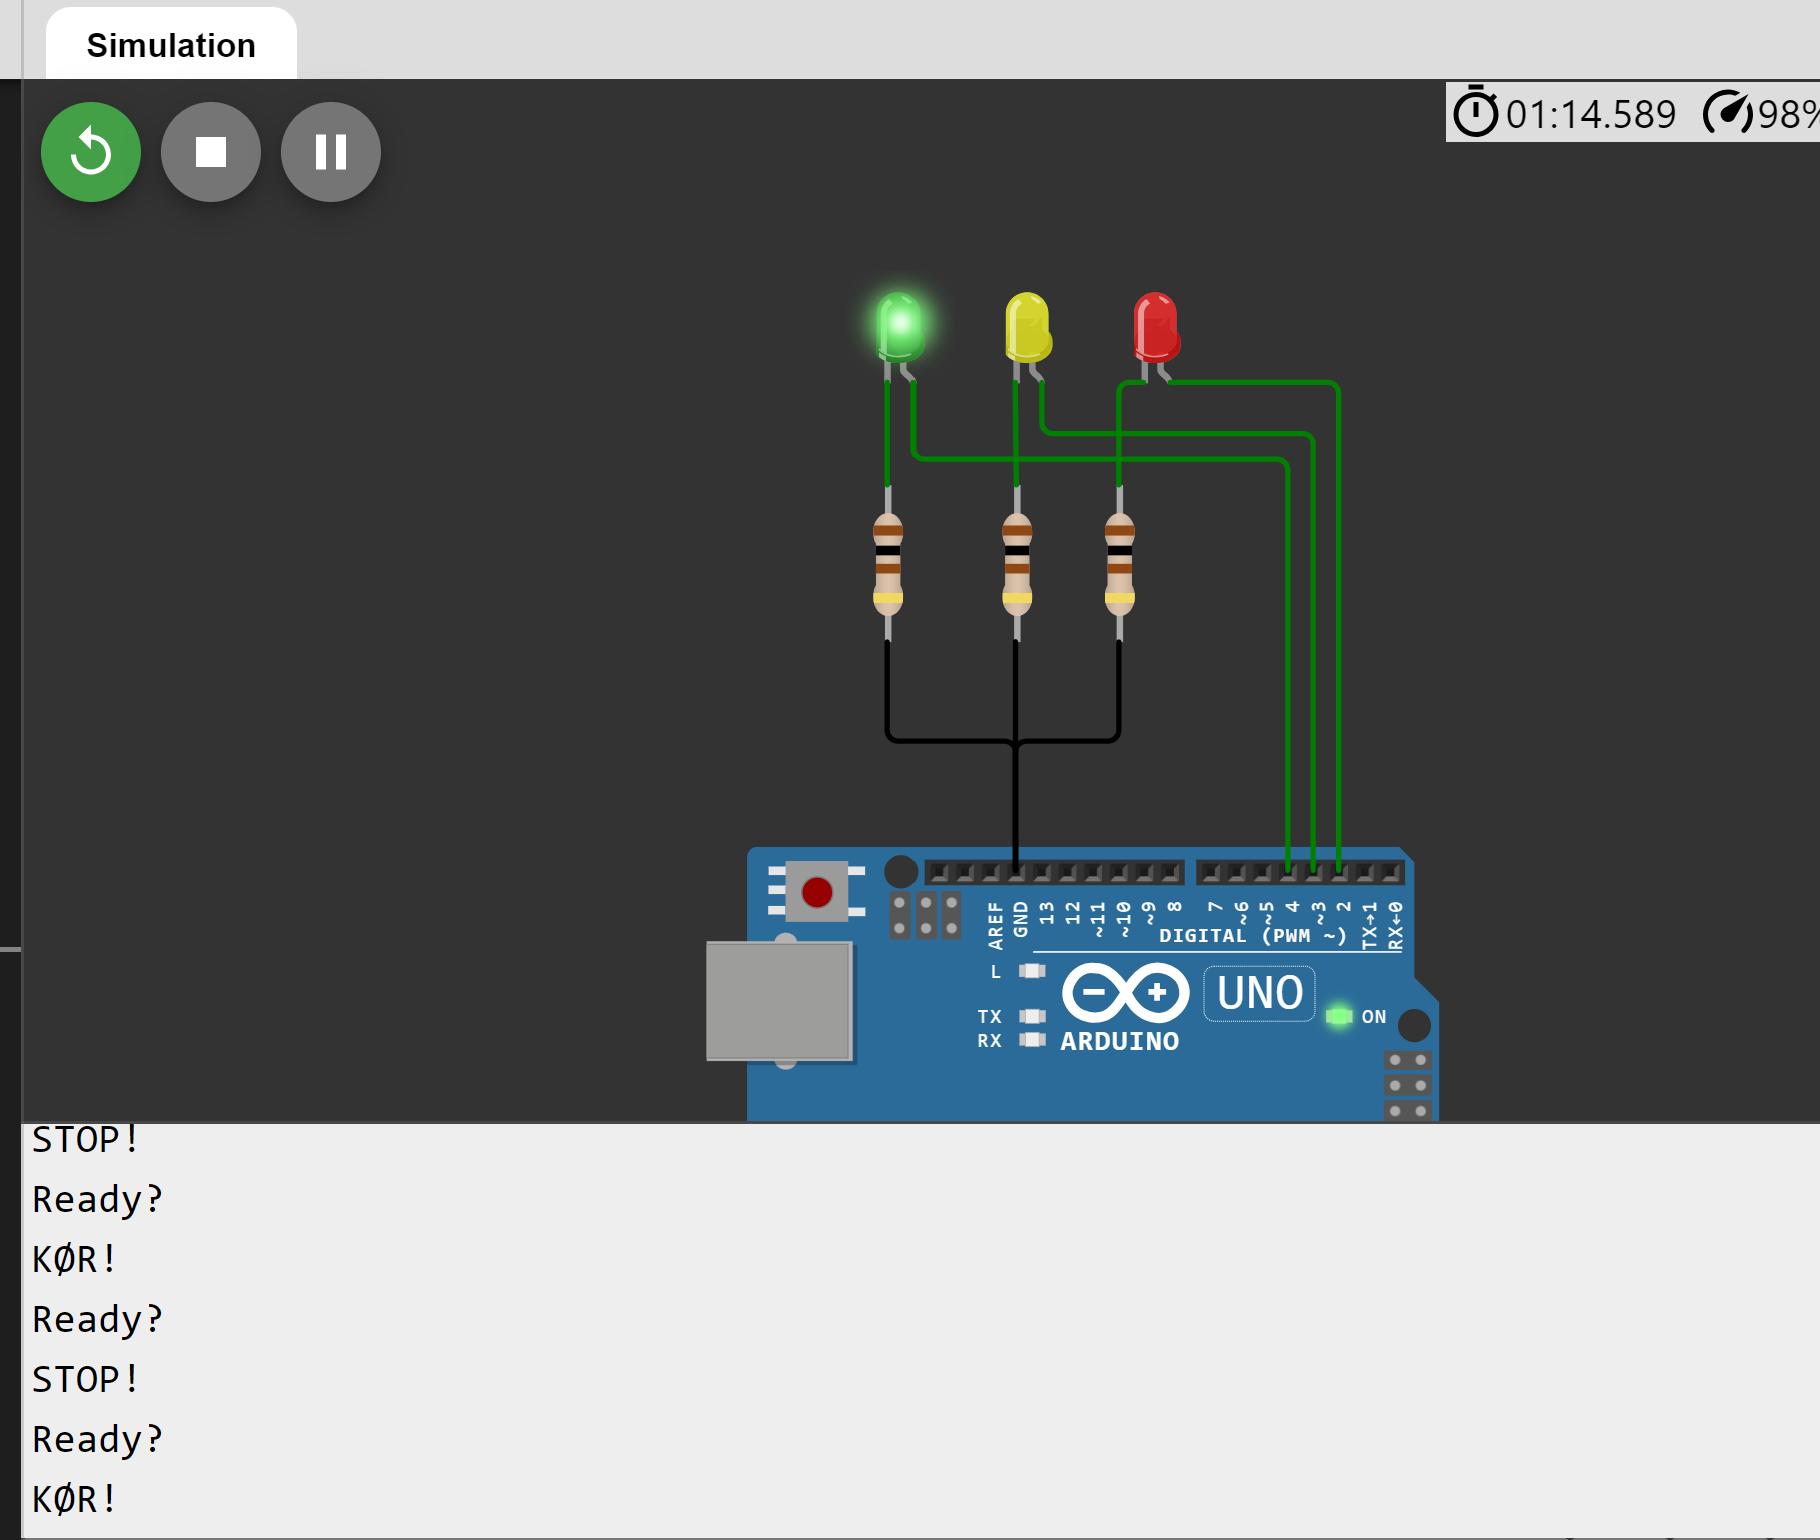 Simulation
01:14.589 98%
AREF
GND
13
12
~11
~10
~9
8
7
~6
~5
4
~3
2
TX→1
RX←0
DIGITAL (PWM ~)
L
TX
RX
UNO
ON
ARDUINO
STOP!
Ready?
KØR!
Ready?
STOP!
Ready?
KØR!